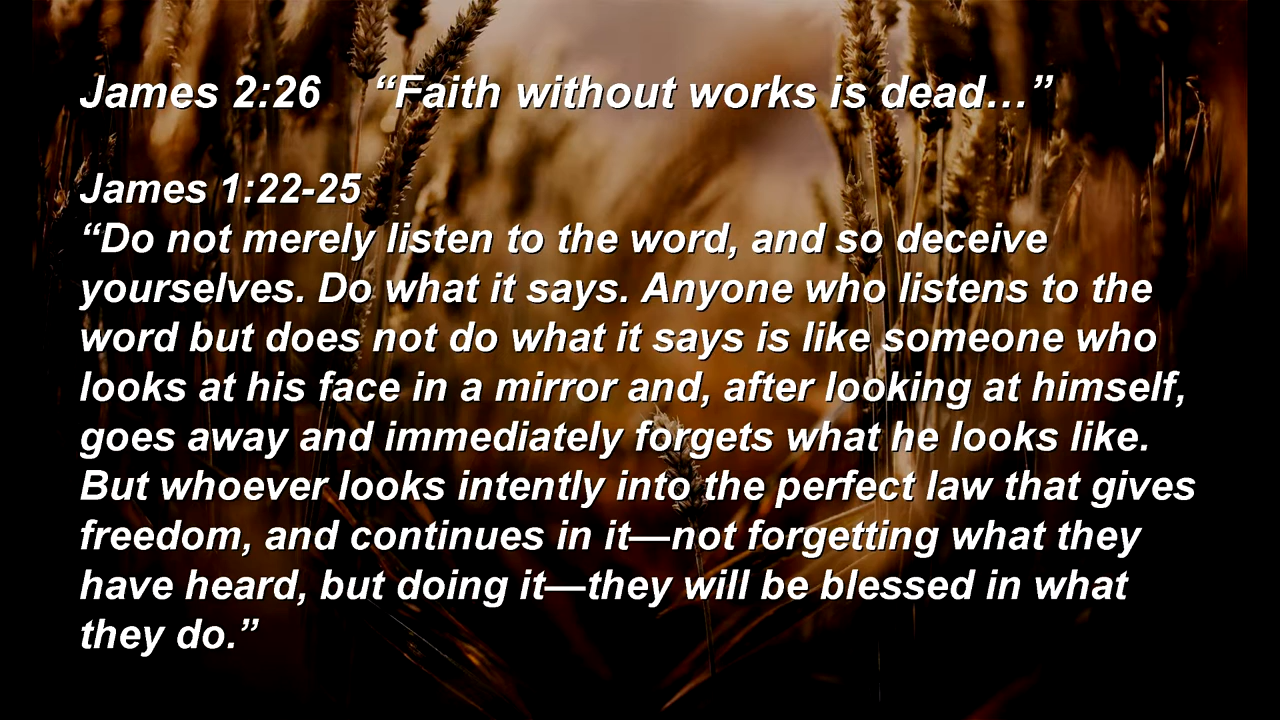 James 2:26 “Faith without works is dead…”
James 1:22-25
“Do not merely listen to the word, and so deceive
yourselves. Do what it says. Anyone who listens to the
word but does not do what it says is like someone who
looks at his face in a mirror and, after looking at himself,
goes away and immediately forgets what he looks like.
But whoever looks intently into the perfect law that gives
freedom, and continues in it—not forgetting what they
have heard, but doing it—they will be blessed in what
they do.”